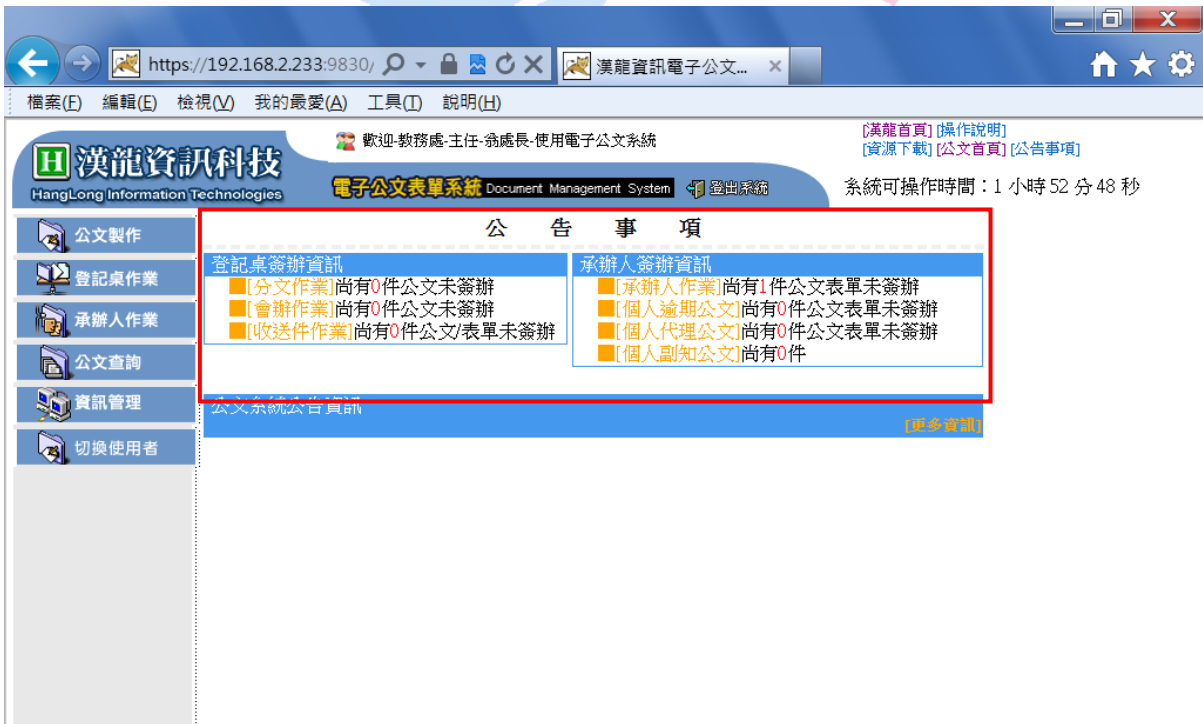 https://192.168.2.233:9830/
漢龍資訊電子公文...
檔案(F) 編輯(E) 檢視(V) 我的最愛(A) 工具(T) 說明(H)
H 漢龍資訊科技
HangLong Information Technologies
歡迎-教務處-主任-翁處長-使用電子公文系統
電子公文表單系統 Document Management System 登出系統
[漢龍首頁] [操作說明]
[資源下載] [公文首頁] [公告事項]
系統可操作時間：1 小時 52 分 48 秒
公文製作
登記桌作業
承辦人作業
公文查詢
資訊管理
切換使用者
公 告 事 項
登記桌簽辦資訊
[分文作業]尚有0件公文未簽辦
[會辦作業]尚有0件公文未簽辦
[收送件作業]尚有0件公文/表單未簽辦
承辦人簽辦資訊
[承辦人作業]尚有1件公文表單未簽辦
[個人逾期公文]尚有0件公文表單未簽辦
[個人代理公文]尚有0件公文表單未簽辦
[個人副知公文]尚有0件
公文系統公告資訊
[更多資訊]